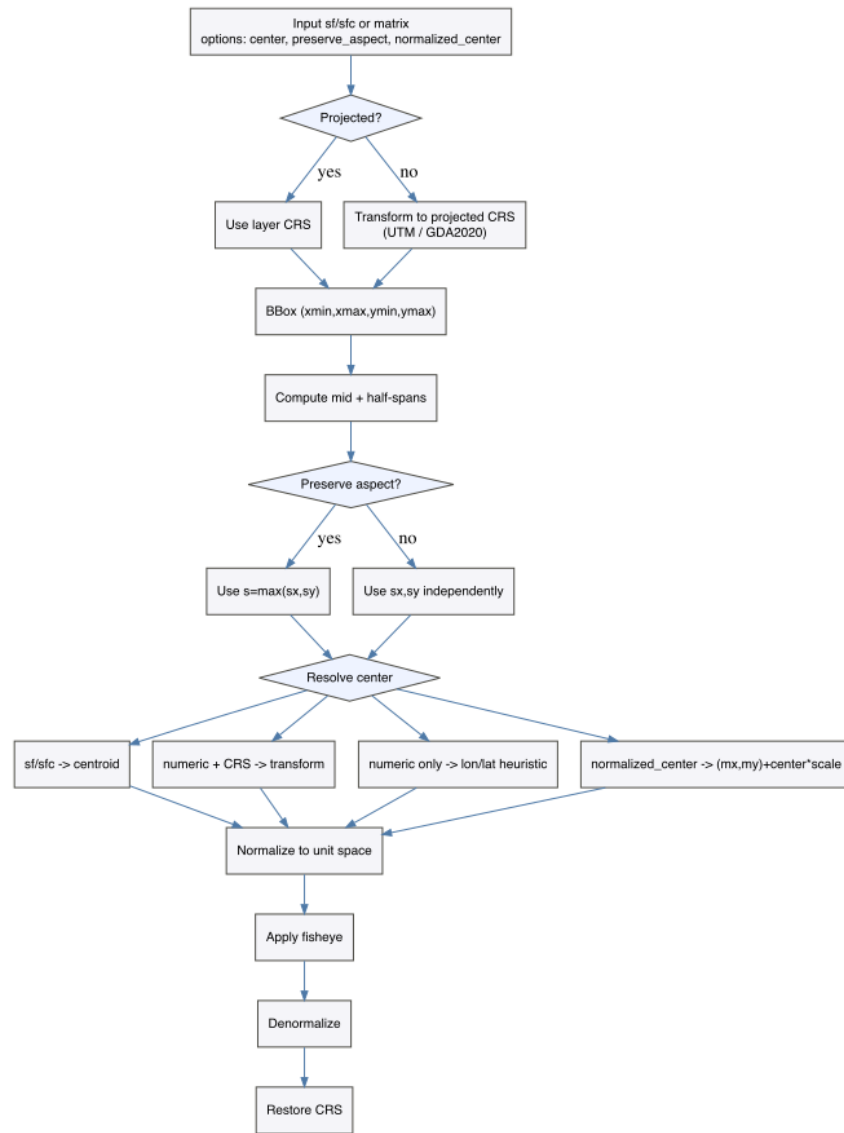 Input sf/sfc or matrix
options: center, preserve_aspect, normalized_center
Projected?
yes
no
Use layer CRS
Transform to projected CRS
(UTM / GDA2020)
BBox (xmin,xmax,ymin,ymax)
Compute mid + half-spans
Preserve aspect?
yes
no
Use s=max(sx,sy)
Use sx,sy independently
Resolve center
sf/sfc -> centroid
numeric + CRS -> transform
numeric only -> lon/lat heuristic
normalized_center -> (mx,my)+center*scale
Normalize to unit space
Apply fisheye
Denormalize
Restore CRS